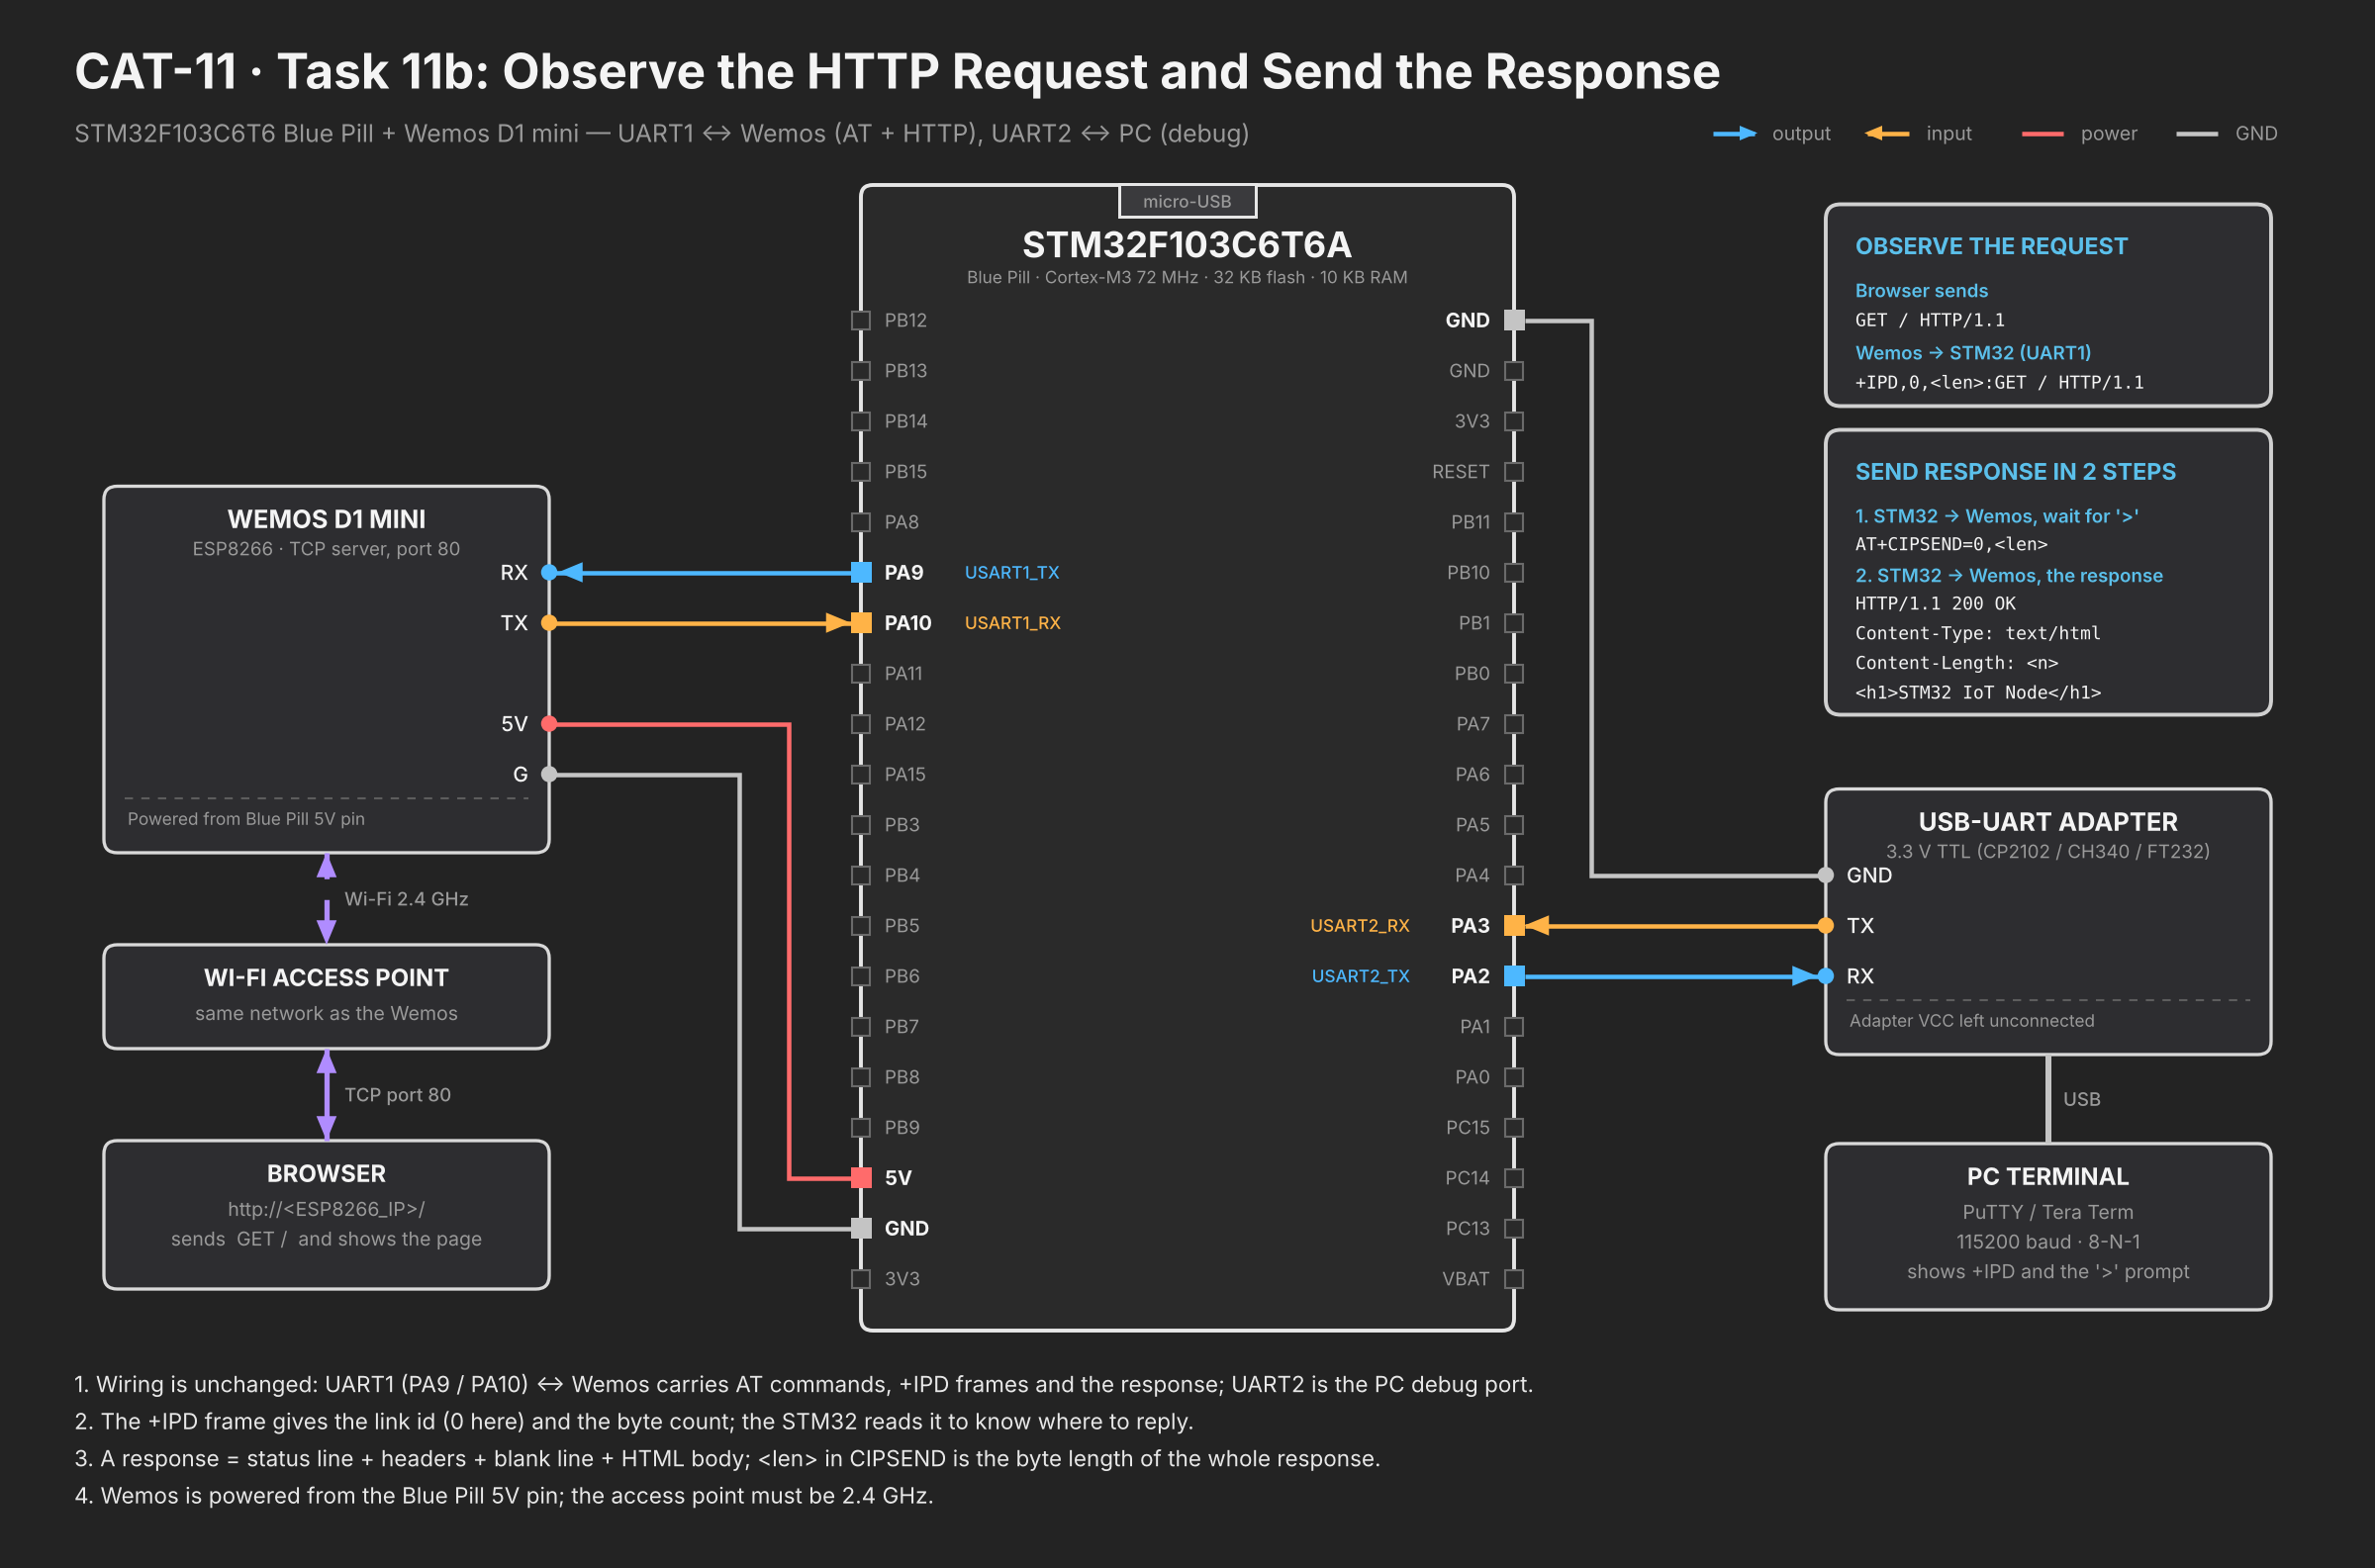 CAT-11 · Task 11b: Observe the HTTP Request and Send the Response
STM32F103C6T6 Blue Pill + Wemos D1 mini — UART1 ↔ Wemos (AT + HTTP), UART2 ↔ PC (debug)
output
input
power
GND
micro-USB
STM32F103C6T6A
Blue Pill · Cortex-M3 72 MHz · 32 KB flash · 10 KB RAM
PB12
PB13
PB14
PB15
PA8
PA9 USART1_TX
PA10 USART1_RX
PA11
PA12
PA15
PB3
PB4
PB5
PB6
PB7
PB8
PB9
5V
GND
3V3
GND
GND
3V3
RESET
PB11
PB10
PB1
PB0
PA7
PA6
PA5
PA4
USART2_RX PA3
USART2_TX PA2
PA1
PA0
PC15
PC14
PC13
VBAT
WEMOS D1 MINI
ESP8266 · TCP server, port 80
RX
TX
5V
G
Powered from Blue Pill 5V pin
Wi-Fi 2.4 GHz
WI-FI ACCESS POINT
same network as the Wemos
TCP port 80
BROWSER
http://<ESP8266_IP>/
sends GET / and shows the page
OBSERVE THE REQUEST
Browser sends
GET / HTTP/1.1
Wemos → STM32 (UART1)
+IPD,0,<len>:GET / HTTP/1.1
SEND RESPONSE IN 2 STEPS
1. STM32 → Wemos, wait for '>'
AT+CIPSEND=0,<len>
2. STM32 → Wemos, the response
HTTP/1.1 200 OK
Content-Type: text/html
Content-Length: <n>
<h1>STM32 IoT Node</h1>
USB-UART ADAPTER
3.3 V TTL (CP2102 / CH340 / FT232)
GND
TX
RX
Adapter VCC left unconnected
USB
PC TERMINAL
PuTTY / Tera Term
115200 baud · 8-N-1
shows +IPD and the '>' prompt
1. Wiring is unchanged: UART1 (PA9 / PA10) ↔ Wemos carries AT commands, +IPD frames and the response; UART2 is the PC debug port.
2. The +IPD frame gives the link id (0 here) and the byte count; the STM32 reads it to know where to reply.
3. A response = status line + headers + blank line + HTML body; <len> in CIPSEND is the byte length of the whole response.
4. Wemos is powered from the Blue Pill 5V pin; the access point must be 2.4 GHz.